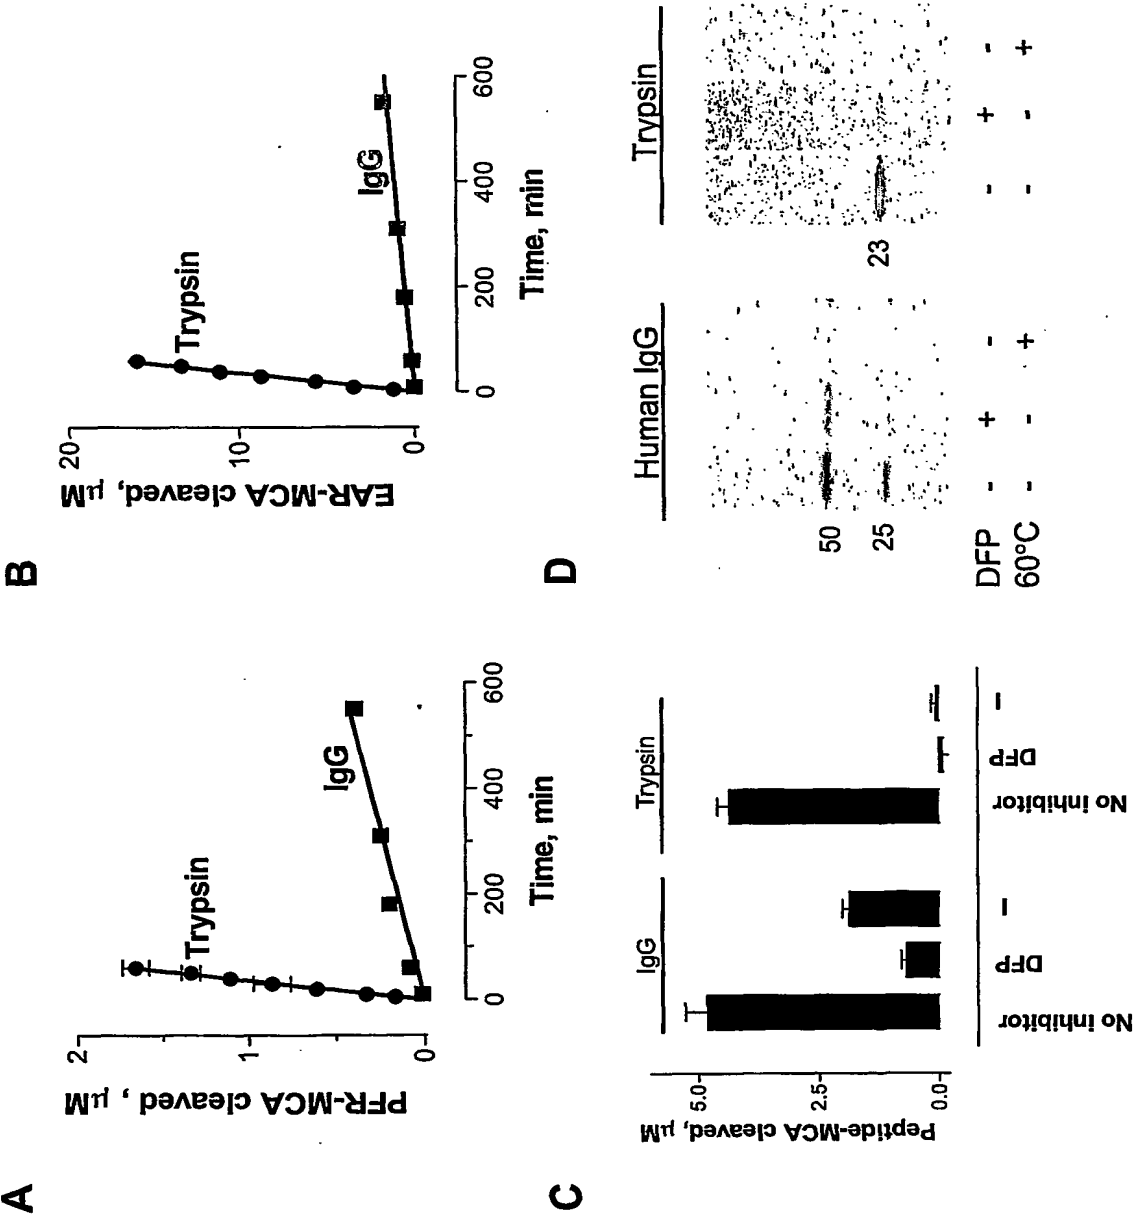 A
PFR-MCA cleaved , μM
2
1
0
Trypsin
IgG
0 200 400 600
Time, min
B
EAR-MCA cleaved, μM
20
10
0
Trypsin
IgG
0 200 400 600
Time, min
C
Peptide-MCA cleaved, μM
5.0
2.5
0.0
IgG Trypsin
No inhibitor DFP I No inhibitor DFP I
D
Human IgG Trypsin
50
25
23
DFP - + - - + -
60°C - - + - - +